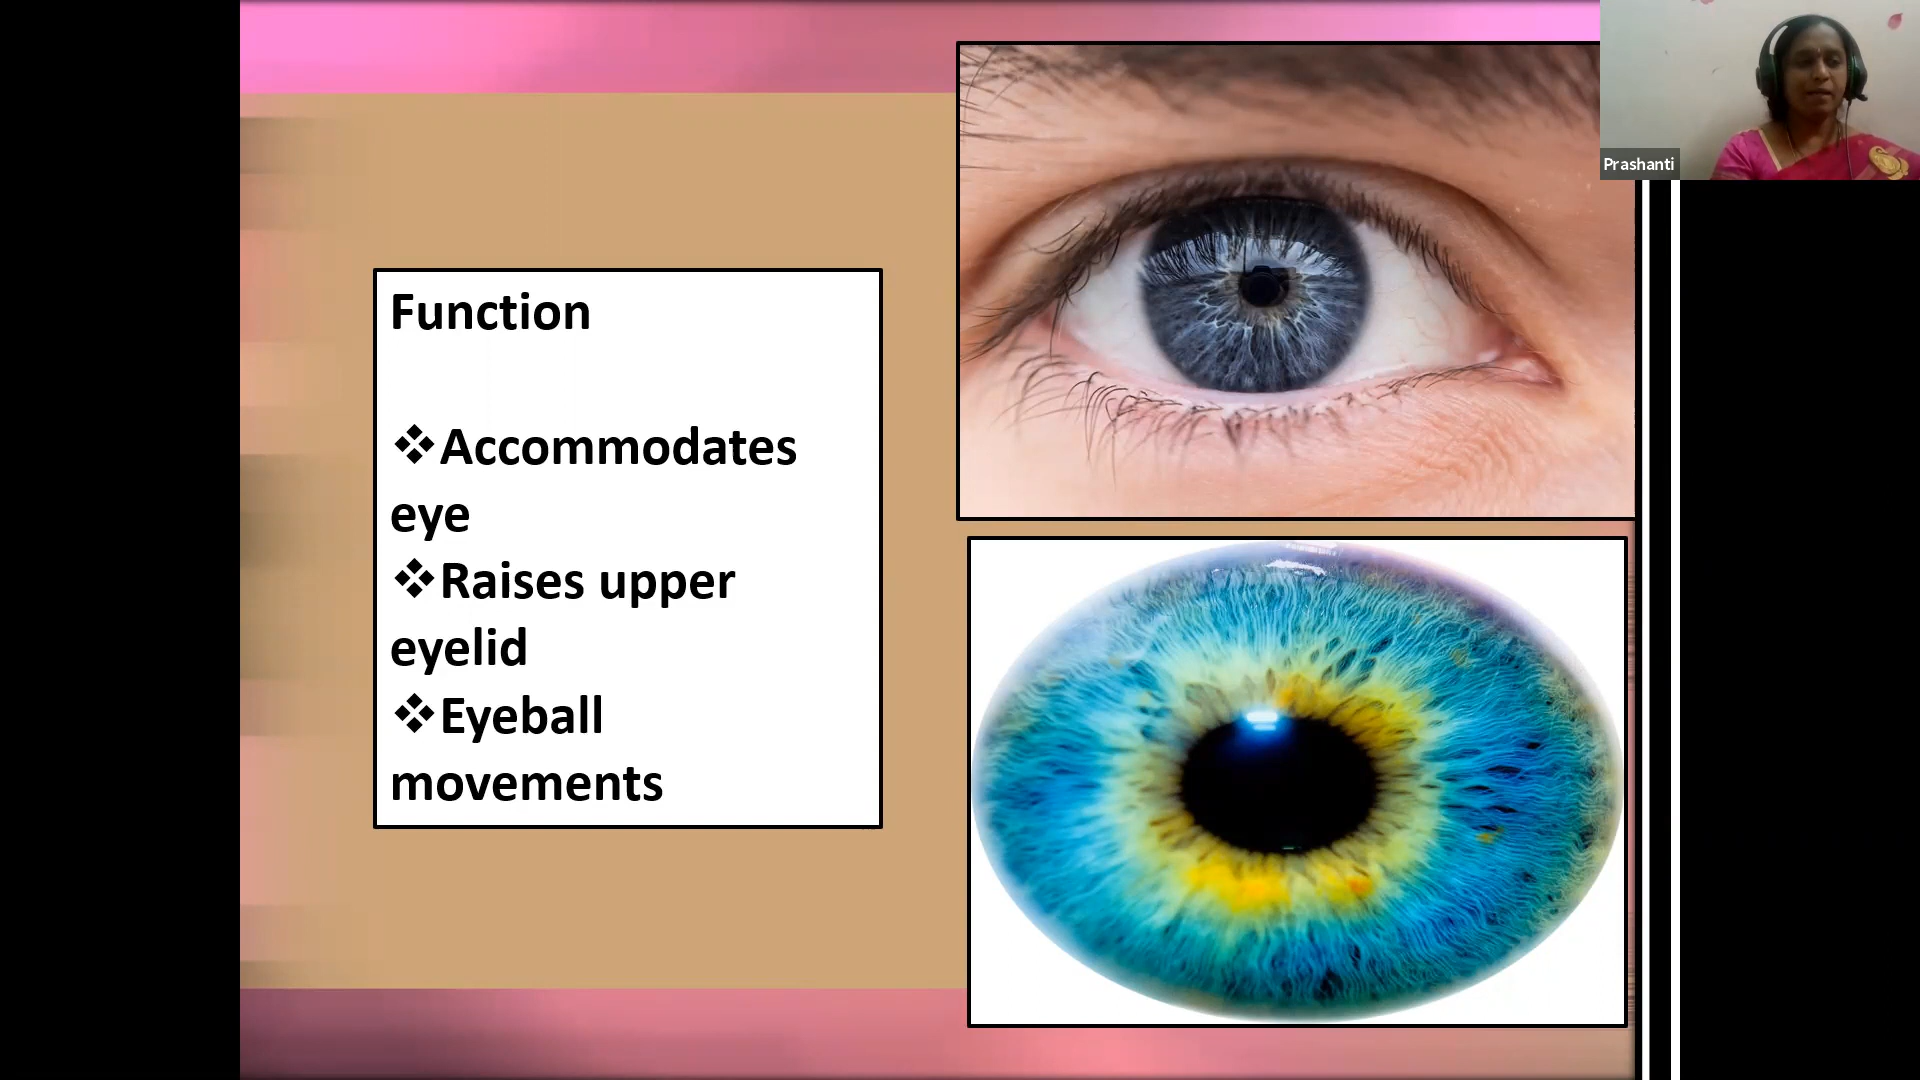 Prashanti
Function
❖Accommodates
eye
❖Raises upper
eyelid
❖Eyeball
movements